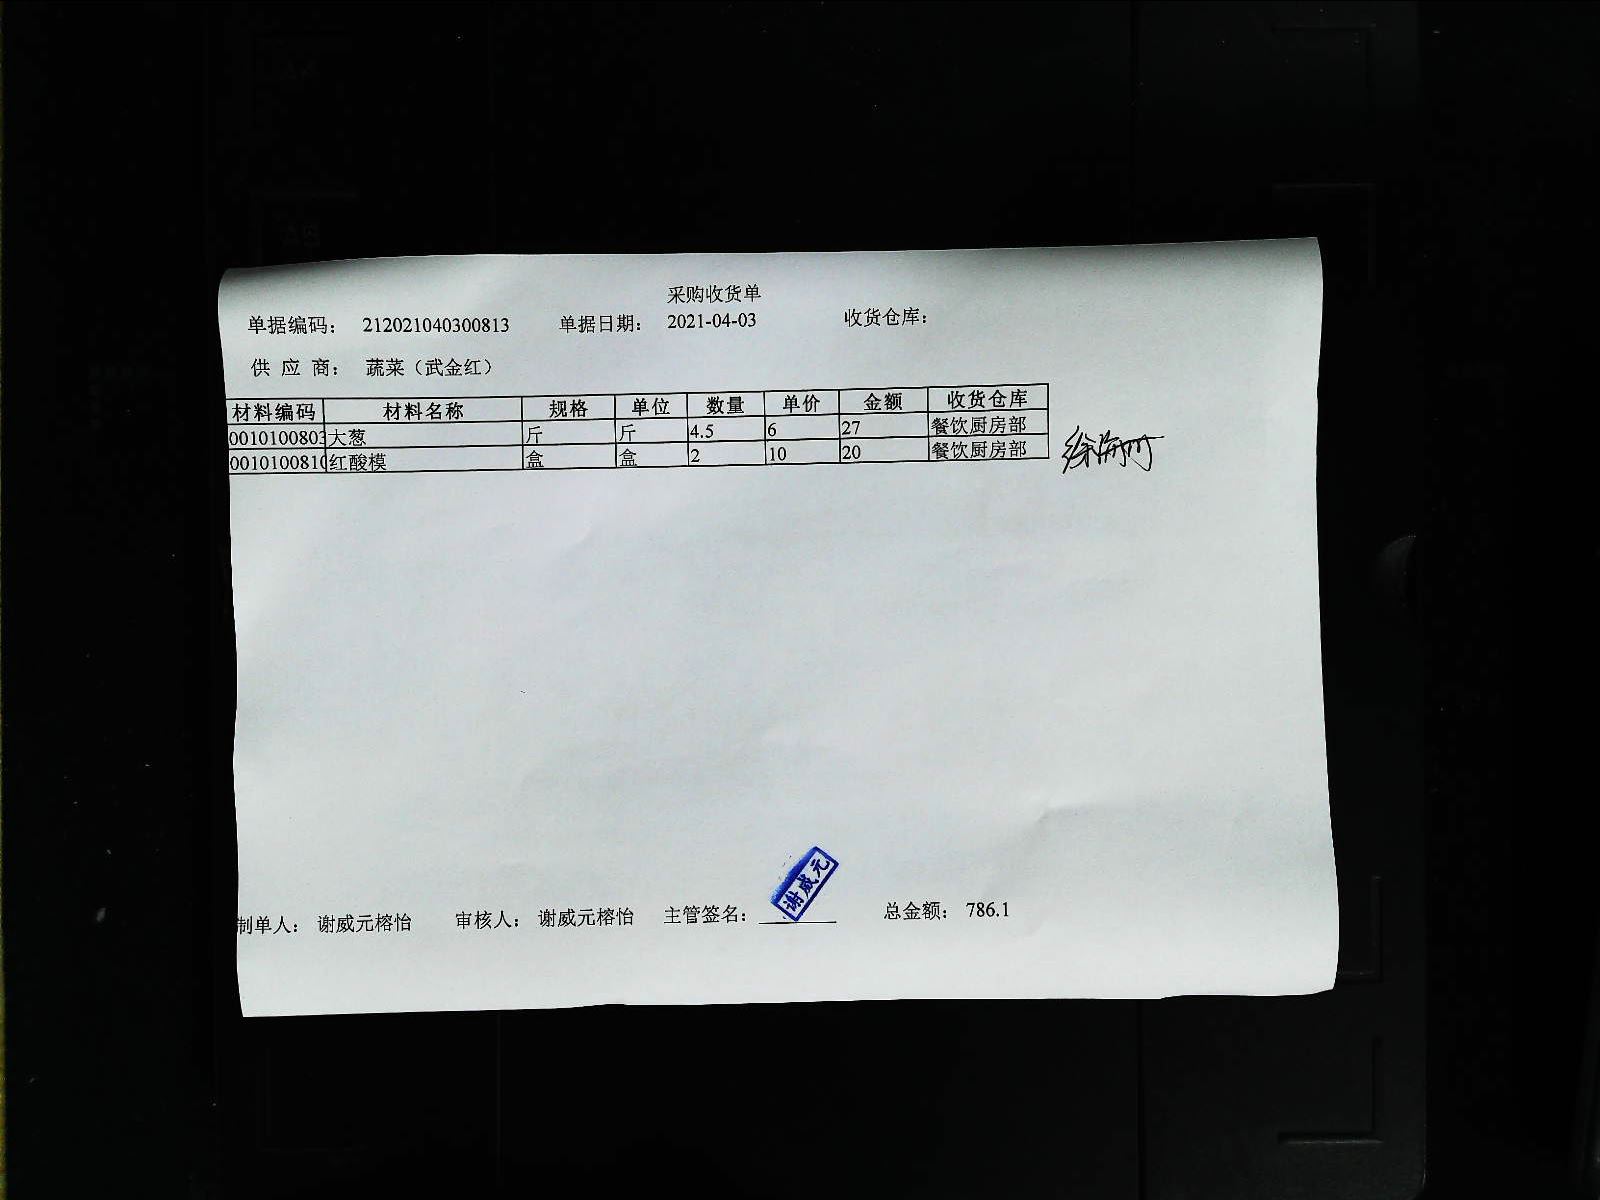 采购收货单
单据编码： 212021040300813 单据日期： 2021-04-03 收货仓库：
供 应 商： 蔬菜（武金红）
材料编码 材料名称 规格 单位 数量 单价 金额 收货仓库
0010100803 大葱 斤 斤 4.5 6 27 餐饮厨房部
0010100810 红酸模 盒 盒 2 10 20 餐饮厨房部
谢威元
制单人： 谢威元榕怡 审核人： 谢威元榕怡 主管签名： 总金额： 786.1